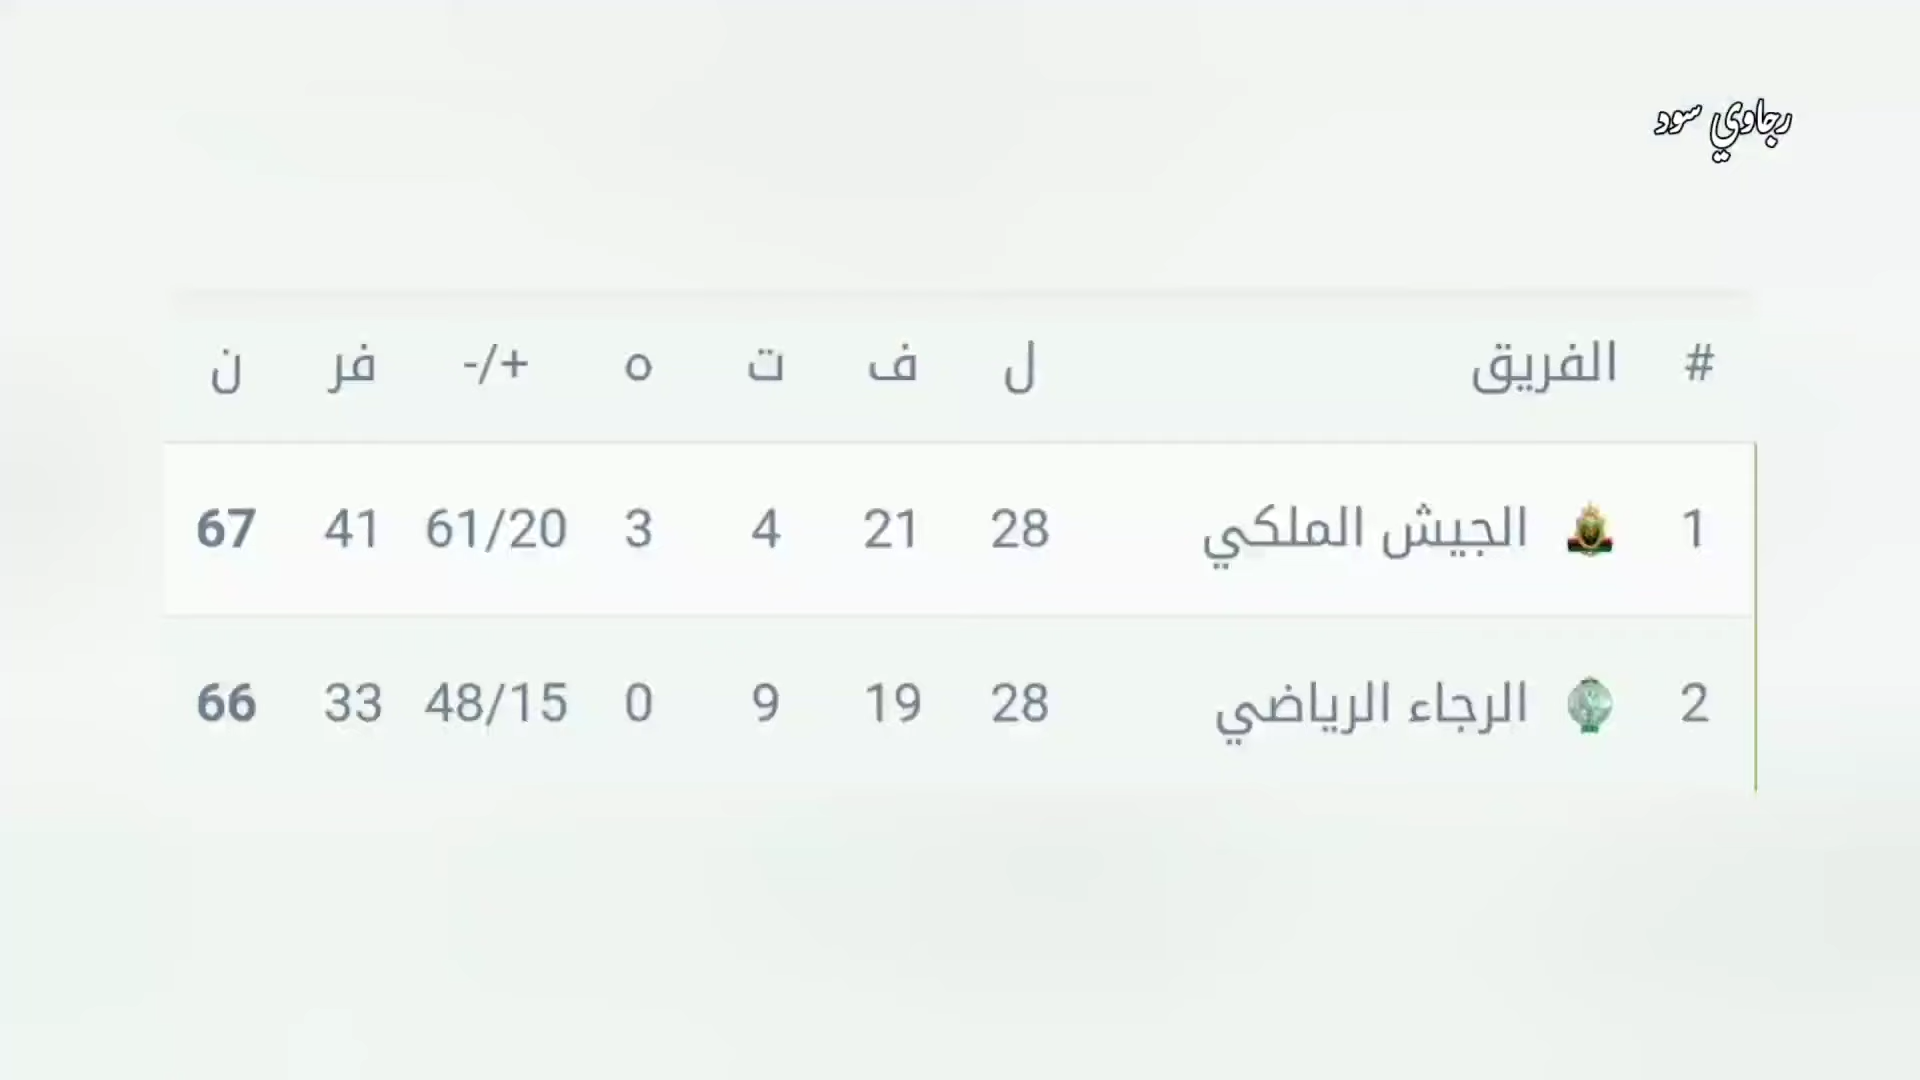 رجاوي سود
# الفريق ل ف ت ه +/- فر ن
1 الجيش الملكي 28 21 4 3 61/20 41 67
2 الرجاء الرياضي 28 19 9 0 48/15 33 66